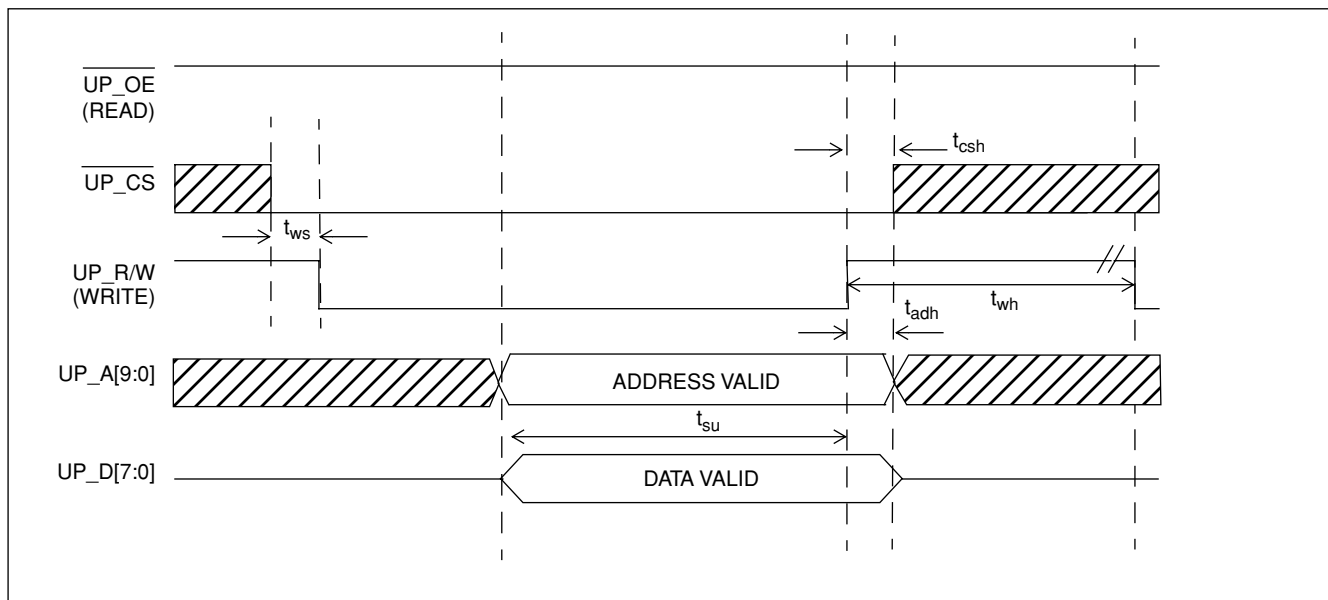 UP_OE
(READ)
t_csh
UP_CS
t_ws
UP_R/W
(WRITE)
t_wh
t_adh
UP_A[9:0]
ADDRESS VALID
t_su
UP_D[7:0]
DATA VALID